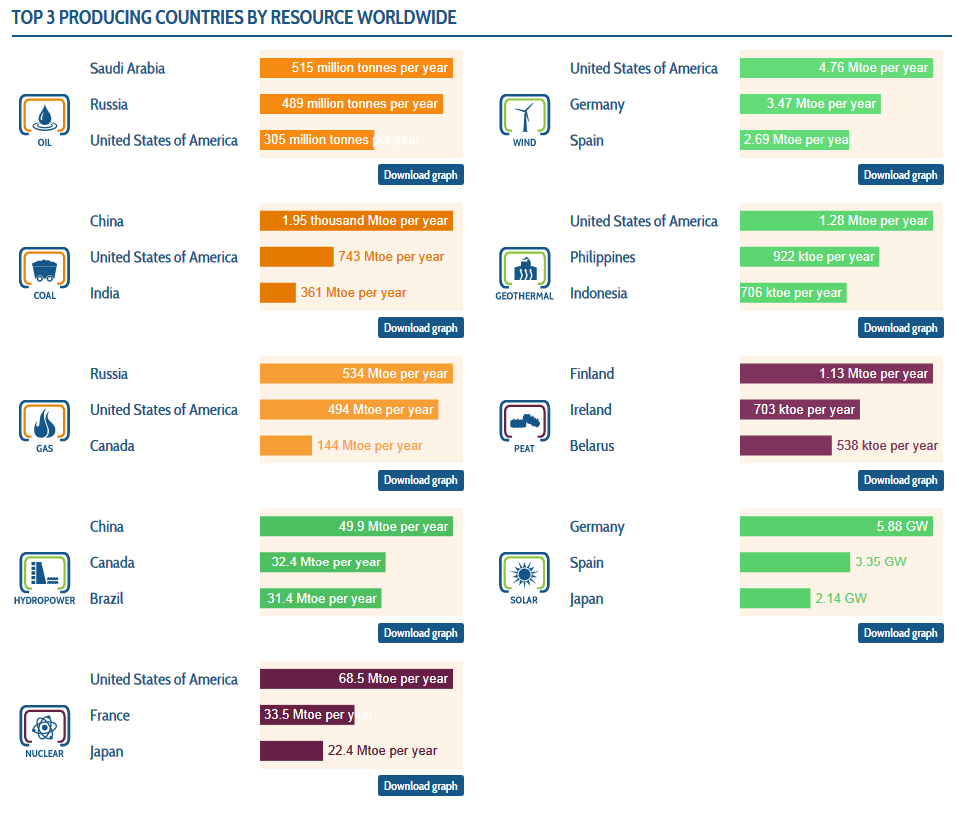 TOP 3 PRODUCING COUNTRIES BY RESOURCE WORLDWIDE
OIL
Saudi Arabia 515 million tonnes per year
Russia 489 million tonnes per year
United States of America 305 million tonnes per year
Download graph
WIND
United States of America 4.76 Mtoe per year
Germany 3.47 Mtoe per year
Spain 2.69 Mtoe per year
Download graph
COAL
China 1.95 thousand Mtoe per year
United States of America 743 Mtoe per year
India 361 Mtoe per year
Download graph
GEOTHERMAL
United States of America 1.28 Mtoe per year
Philippines 922 ktoe per year
Indonesia 706 ktoe per year
Download graph
GAS
Russia 534 Mtoe per year
United States of America 494 Mtoe per year
Canada 144 Mtoe per year
Download graph
PEAT
Finland 1.13 Mtoe per year
Ireland 703 ktoe per year
Belarus 538 ktoe per year
Download graph
HYDROPOWER
China 49.9 Mtoe per year
Canada 32.4 Mtoe per year
Brazil 31.4 Mtoe per year
Download graph
SOLAR
Germany 5.88 GW
Spain 3.35 GW
Japan 2.14 GW
Download graph
NUCLEAR
United States of America 68.5 Mtoe per year
France 33.5 Mtoe per year
Japan 22.4 Mtoe per year
Download graph